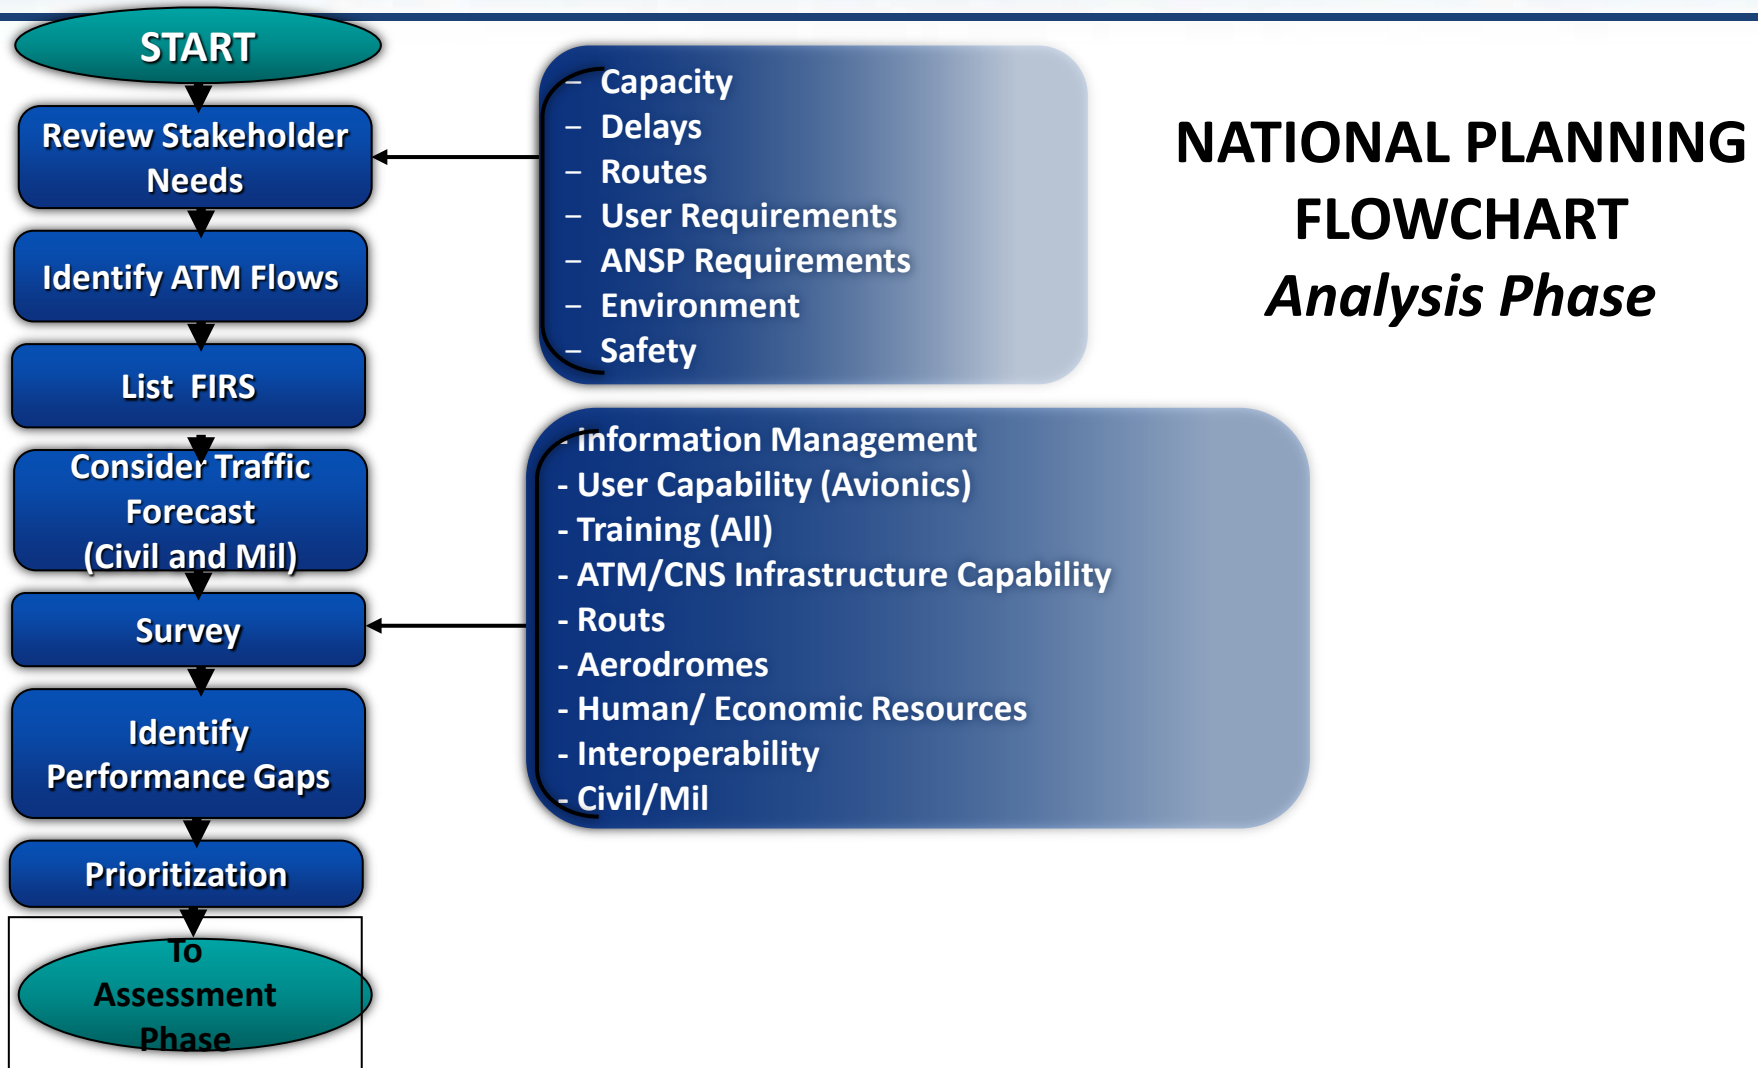 START
Review Stakeholder
Needs
Identify ATM Flows
List FIRS
Consider Traffic
Forecast
(Civil and Mil)
Survey
Identify
Performance Gaps
Prioritization
To
Assessment
Phase
– Capacity
– Delays
– Routes
– User Requirements
– ANSP Requirements
– Environment
– Safety
- Information Management
- User Capability (Avionics)
- Training (All)
- ATM/CNS Infrastructure Capability
- Routs
- Aerodromes
- Human/ Economic Resources
- Interoperability
- Civil/Mil
NATIONAL PLANNING
FLOWCHART
Analysis Phase